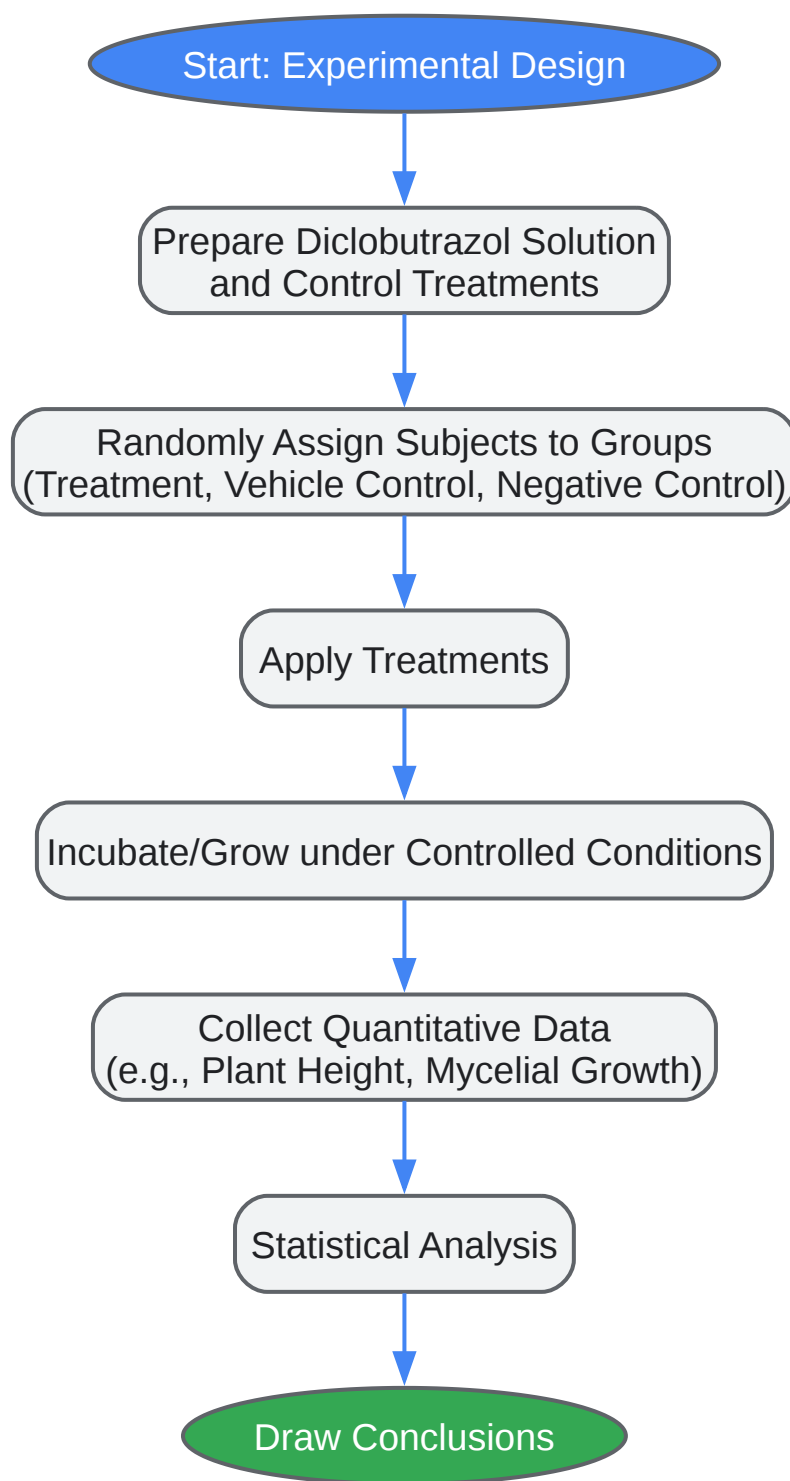 Start: Experimental Design
Prepare Diclobutrazol Solution
and Control Treatments
Randomly Assign Subjects to Groups
(Treatment, Vehicle Control, Negative Control)
Apply Treatments
Incubate/Grow under Controlled Conditions
Collect Quantitative Data
(e.g., Plant Height, Mycelial Growth)
Statistical Analysis
Draw Conclusions